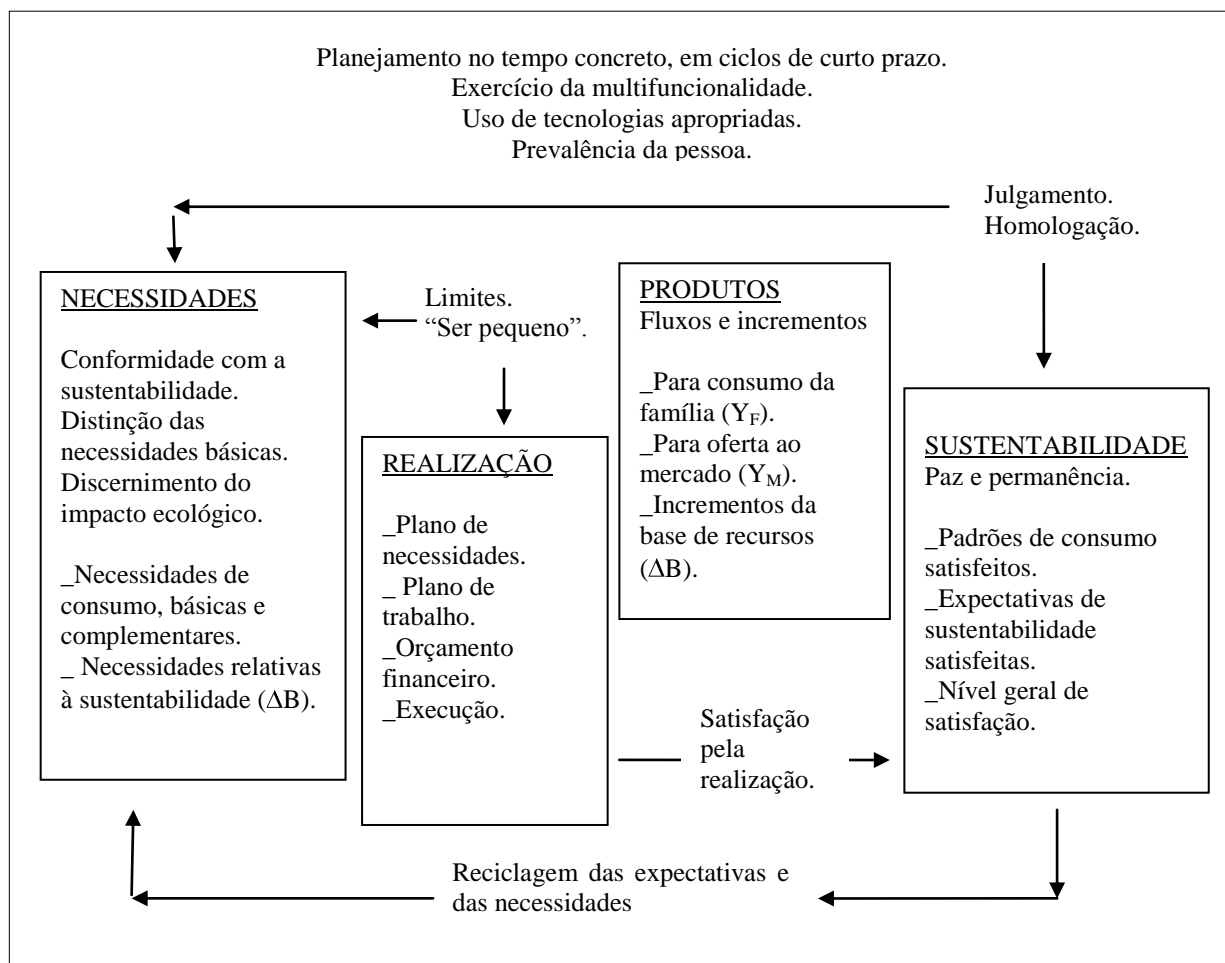 Planejamento no tempo concreto, em ciclos de curto prazo.
Exercício da multifuncionalidade.
Uso de tecnologias apropriadas.
Prevalência da pessoa.
Julgamento.
Homologação.
NECESSIDADES
Conformidade com a
sustentabilidade.
Distinção das
necessidades básicas.
Discernimento do
impacto ecológico.
_Necessidades de
consumo, básicas e
complementares.
_ Necessidades relativas
à sustentabilidade (ΔB).
Limites.
“Ser pequeno”.
REALIZAÇÃO
_Plano de
necessidades.
_ Plano de
trabalho.
_Orçamento
financeiro.
_Execução.
PRODUTOS
Fluxos e incrementos
_Para consumo da
família (Y_F).
_Para oferta ao
mercado (Y_M).
_Incrementos da
base de recursos
(ΔB).
Satisfação
pela
realização.
SUSTENTABILIDADE
Paz e permanência.
_Padrões de consumo
satisfeitos.
_Expectativas de
sustentabilidade
satisfeitas.
_Nível geral de
satisfação.
Reciclagem das expectativas e
das necessidades